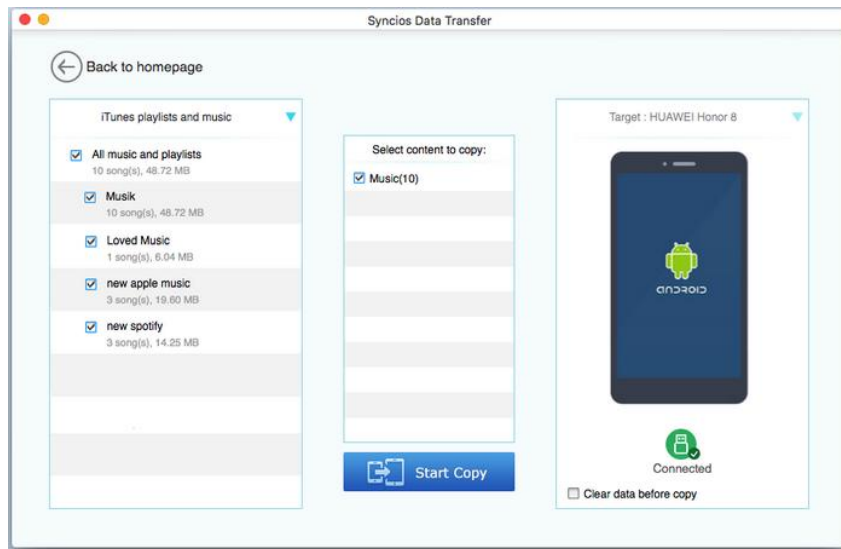 Syncios Data Transfer
Back to homepage
iTunes playlists and music
All music and playlists
10 song(s), 48.72 MB
Musik
10 song(s), 48.72 MB
Loved Music
1 song(s), 6.04 MB
new apple music
3 song(s), 19.60 MB
new spotify
3 song(s), 14.25 MB
Select content to copy:
Music(10)
Start Copy
Target : HUAWEI Honor 8
ANDROID
Connected
Clear data before copy